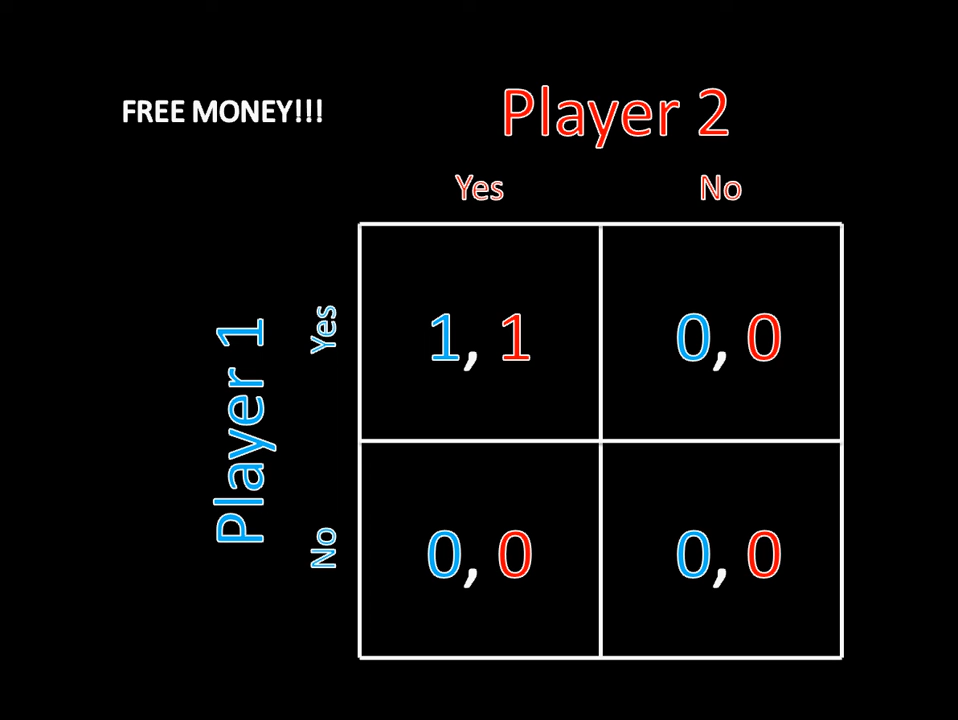 FREE MONEY!!!
Player 2
Yes
No
Player 1
Yes
1, 1
0, 0
No
0, 0
0, 0